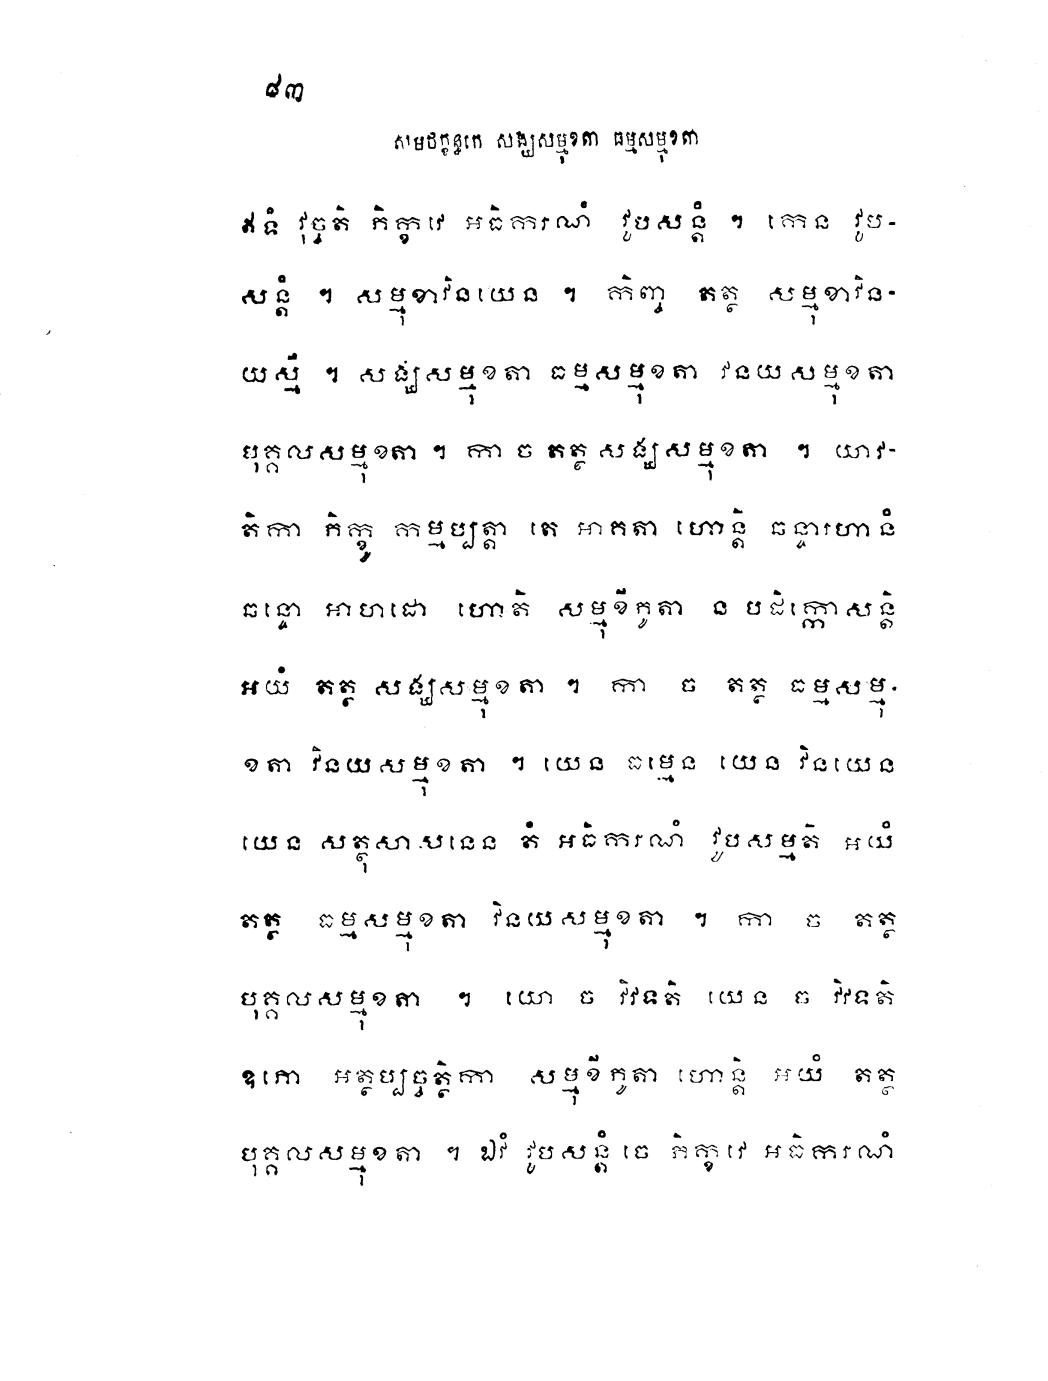 ៨៣
សមថក្ខន្ធកេ សង្ឃសម្មុខតា ធម្មសម្មុខតា
ឥទំ វុច្ចតិ ភិក្ខវេ អធិការណំ វូបសន្តំ ។ កេន វូប-
សន្តំ ។ សម្មុខាវិនយេន ។ កិញ្ច តត្ថ សម្មុខាវិន-
យស្មឹ ។ សង្ឃសម្មុខតា ធម្មសម្មុខតា វិនយសម្មុខតា
បុគ្គលសម្មុខតា ។ កា ច តត្ថ សង្ឃសម្មុខតា ។ យាវ-
តិកា ភិក្ខូ កម្មប្បត្តា តេ អាគតា ហោន្តិ ឆន្ទារហានំ
ឆន្ទោ អាហដោ ហោតិ សម្មុខីភូតា ន បដិក្កោសន្តិ
អយំ តត្ថ សង្ឃសម្មុខតា ។ កា ច តត្ថ ធម្មសម្មុ-
ខតា វិនយសម្មុខតា ។ យេន ធម្មេន យេន វិនយេន
យេន សត្ថុសាសនេន តំ អធិការណំ វូបសម្មតិ អយំ
តត្ថ ធម្មសម្មុខតា វិនយសម្មុខតា ។ កា ច តត្ថ
បុគ្គលសម្មុខតា ។ យោ ច វិវទតិ យេន ច វិវទតិ
ឧភោ អត្ថប្បច្ចត្ថិកា សម្មុខីភូតា ហោន្តិ អយំ តត្ថ
បុគ្គលសម្មុខតា ។ ឯវំ វូបសន្តំ ចេ ភិក្ខវេ អធិការណំ